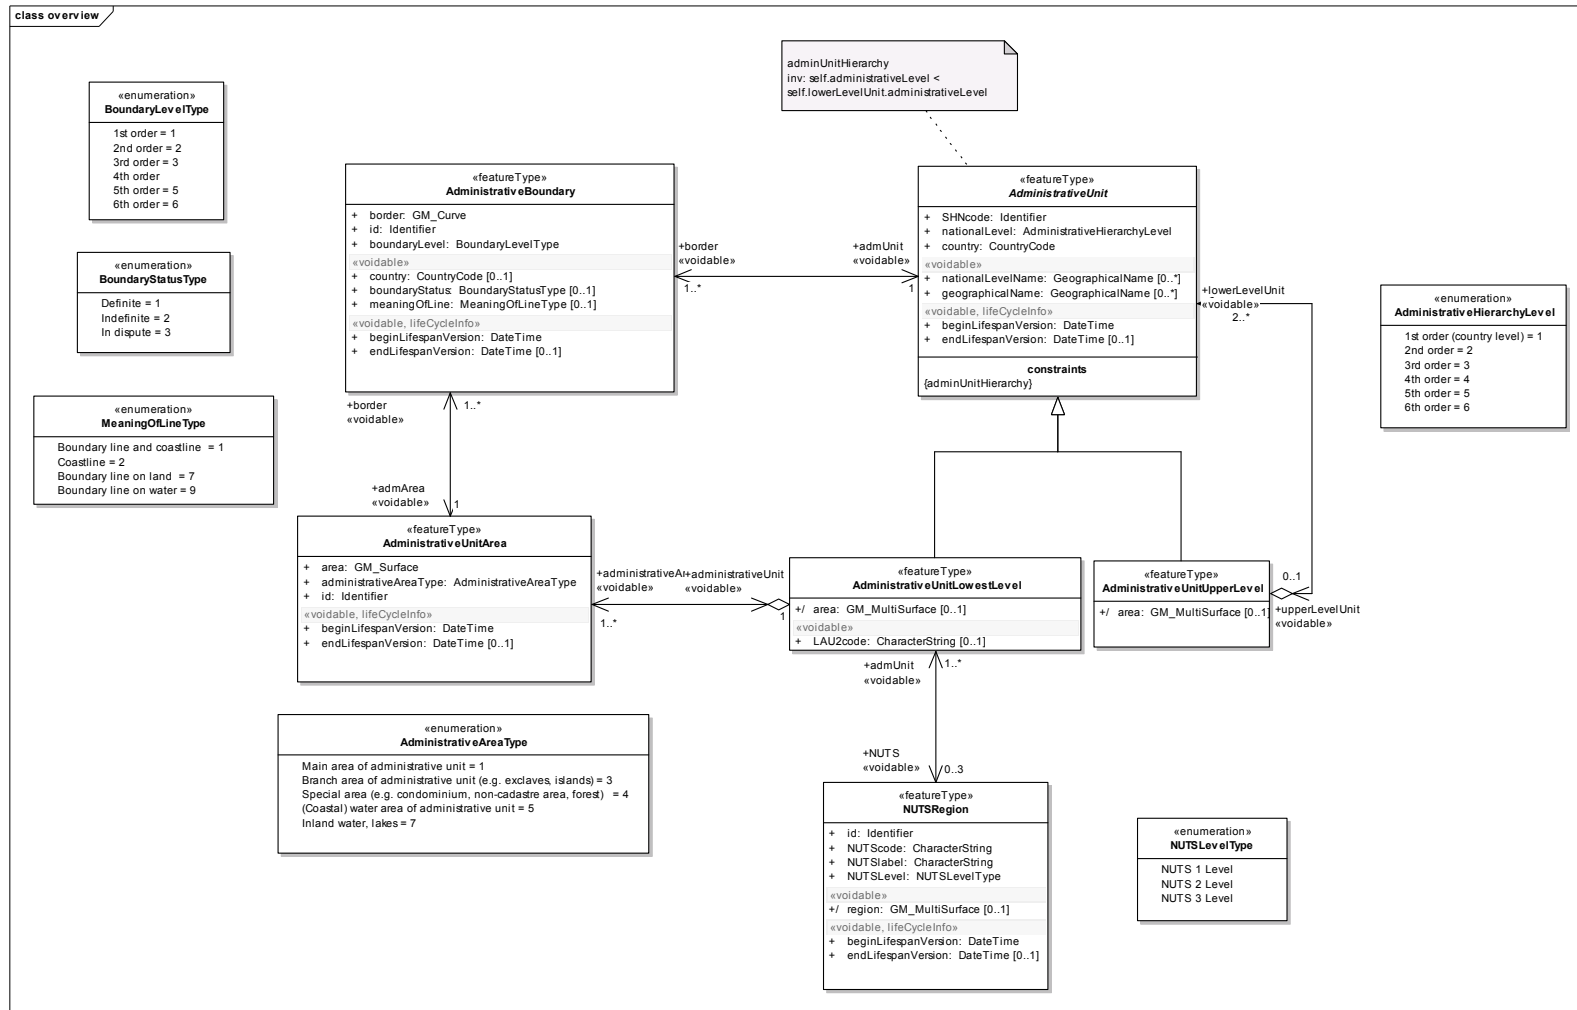 class overview
adminUnitHierarchy
inv: self.administrativeLevel <
self.lowerLevelUnit.administrativeLevel
«enumeration»
BoundaryLevelType
1st order = 1
2nd order = 2
3rd order = 3
4th order
5th order = 5
6th order = 6
«enumeration»
BoundaryStatusType
Definite = 1
Indefinite = 2
In dispute = 3
«enumeration»
MeaningOfLineType
Boundary line and coastline = 1
Coastline = 2
Boundary line on land = 7
Boundary line on water = 9
«featureType»
AdministrativeBoundary
+ border: GM_Curve
+ id: Identifier
+ boundaryLevel: BoundaryLevelType
«voidable»
+ country: CountryCode [0..1]
+ boundaryStatus: BoundaryStatusType [0..1]
+ meaningOfLine: MeaningOfLineType [0..1]
«voidable, lifeCycleInfo»
+ beginLifespanVersion: DateTime
+ endLifespanVersion: DateTime [0..1]
+border
«voidable»
1..*
+admUnit
«voidable»
1
«featureType»
AdministrativeUnit
+ SHNcode: Identifier
+ nationalLevel: AdministrativeHierarchyLevel
+ country: CountryCode
«voidable»
+ nationalLevelName: GeographicalName [0..*]
+ geographicalName: GeographicalName [0..*]
«voidable, lifeCycleInfo»
+ beginLifespanVersion: DateTime
+ endLifespanVersion: DateTime [0..1]
constraints
{adminUnitHierarchy}
+lowerLevelUnit
«voidable»
2..*
«enumeration»
AdministrativeHierarchyLevel
1st order (country level) = 1
2nd order = 2
3rd order = 3
4th order = 4
5th order = 5
6th order = 6
+border
«voidable»
1..*
+admArea
«voidable»
1
«featureType»
AdministrativeUnitArea
+ area: GM_Surface
+ administrativeAreaType: AdministrativeAreaType
+ id: Identifier
«voidable, lifeCycleInfo»
+ beginLifespanVersion: DateTime
+ endLifespanVersion: DateTime [0..1]
+administrativeAr
«voidable»
1..*
+administrativeUnit
«voidable»
1
«featureType»
AdministrativeUnitLowestLevel
+/ area: GM_MultiSurface [0..1]
«voidable»
+ LAU2code: CharacterString [0..1]
«featureType»
AdministrativeUnitUpperLevel
+/ area: GM_MultiSurface [0..1]
0..1
+upperLevelUnit
«voidable»
+admUnit
«voidable»
1..*
+NUTS
«voidable»
0..3
«enumeration»
AdministrativeAreaType
Main area of administrative unit = 1
Branch area of administrative unit (e.g. exclaves, islands) = 3
Special area (e.g. condominium, non-cadastre area, forest) = 4
(Coastal) water area of administrative unit = 5
Inland water, lakes = 7
«featureType»
NUTSRegion
+ id: Identifier
+ NUTScode: CharacterString
+ NUTSlabel: CharacterString
+ NUTSLevel: NUTSLevelType
«voidable»
+/ region: GM_MultiSurface [0..1]
«voidable, lifeCycleInfo»
+ beginLifespanVersion: DateTime
+ endLifespanVersion: DateTime [0..1]
«enumeration»
NUTSLevelType
NUTS 1 Level
NUTS 2 Level
NUTS 3 Level